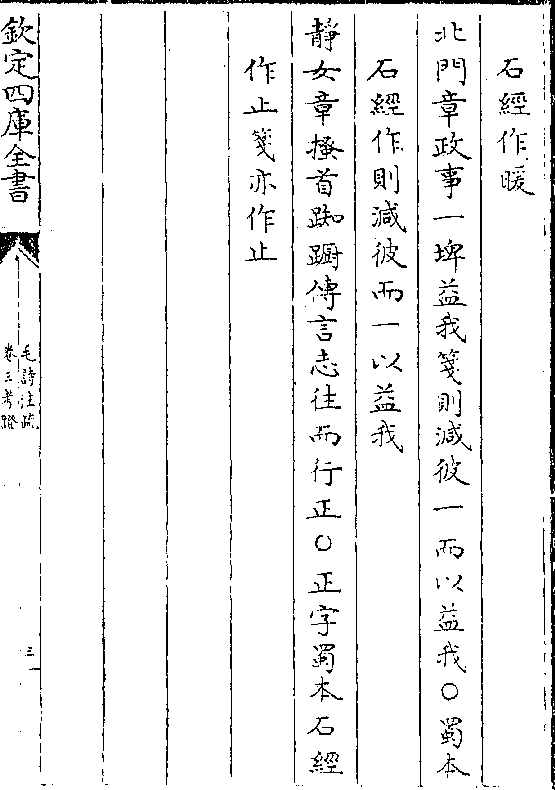 石經作暖
北門章政事一埤益我箋則減彼一而以益我〇蜀本
石經作則減彼而一以益我
靜女章搔首踟躕傳言志往而行正〇正字蜀本石經
作止箋亦作止
欽定四庫全書
毛詩注疏
卷三考證
三